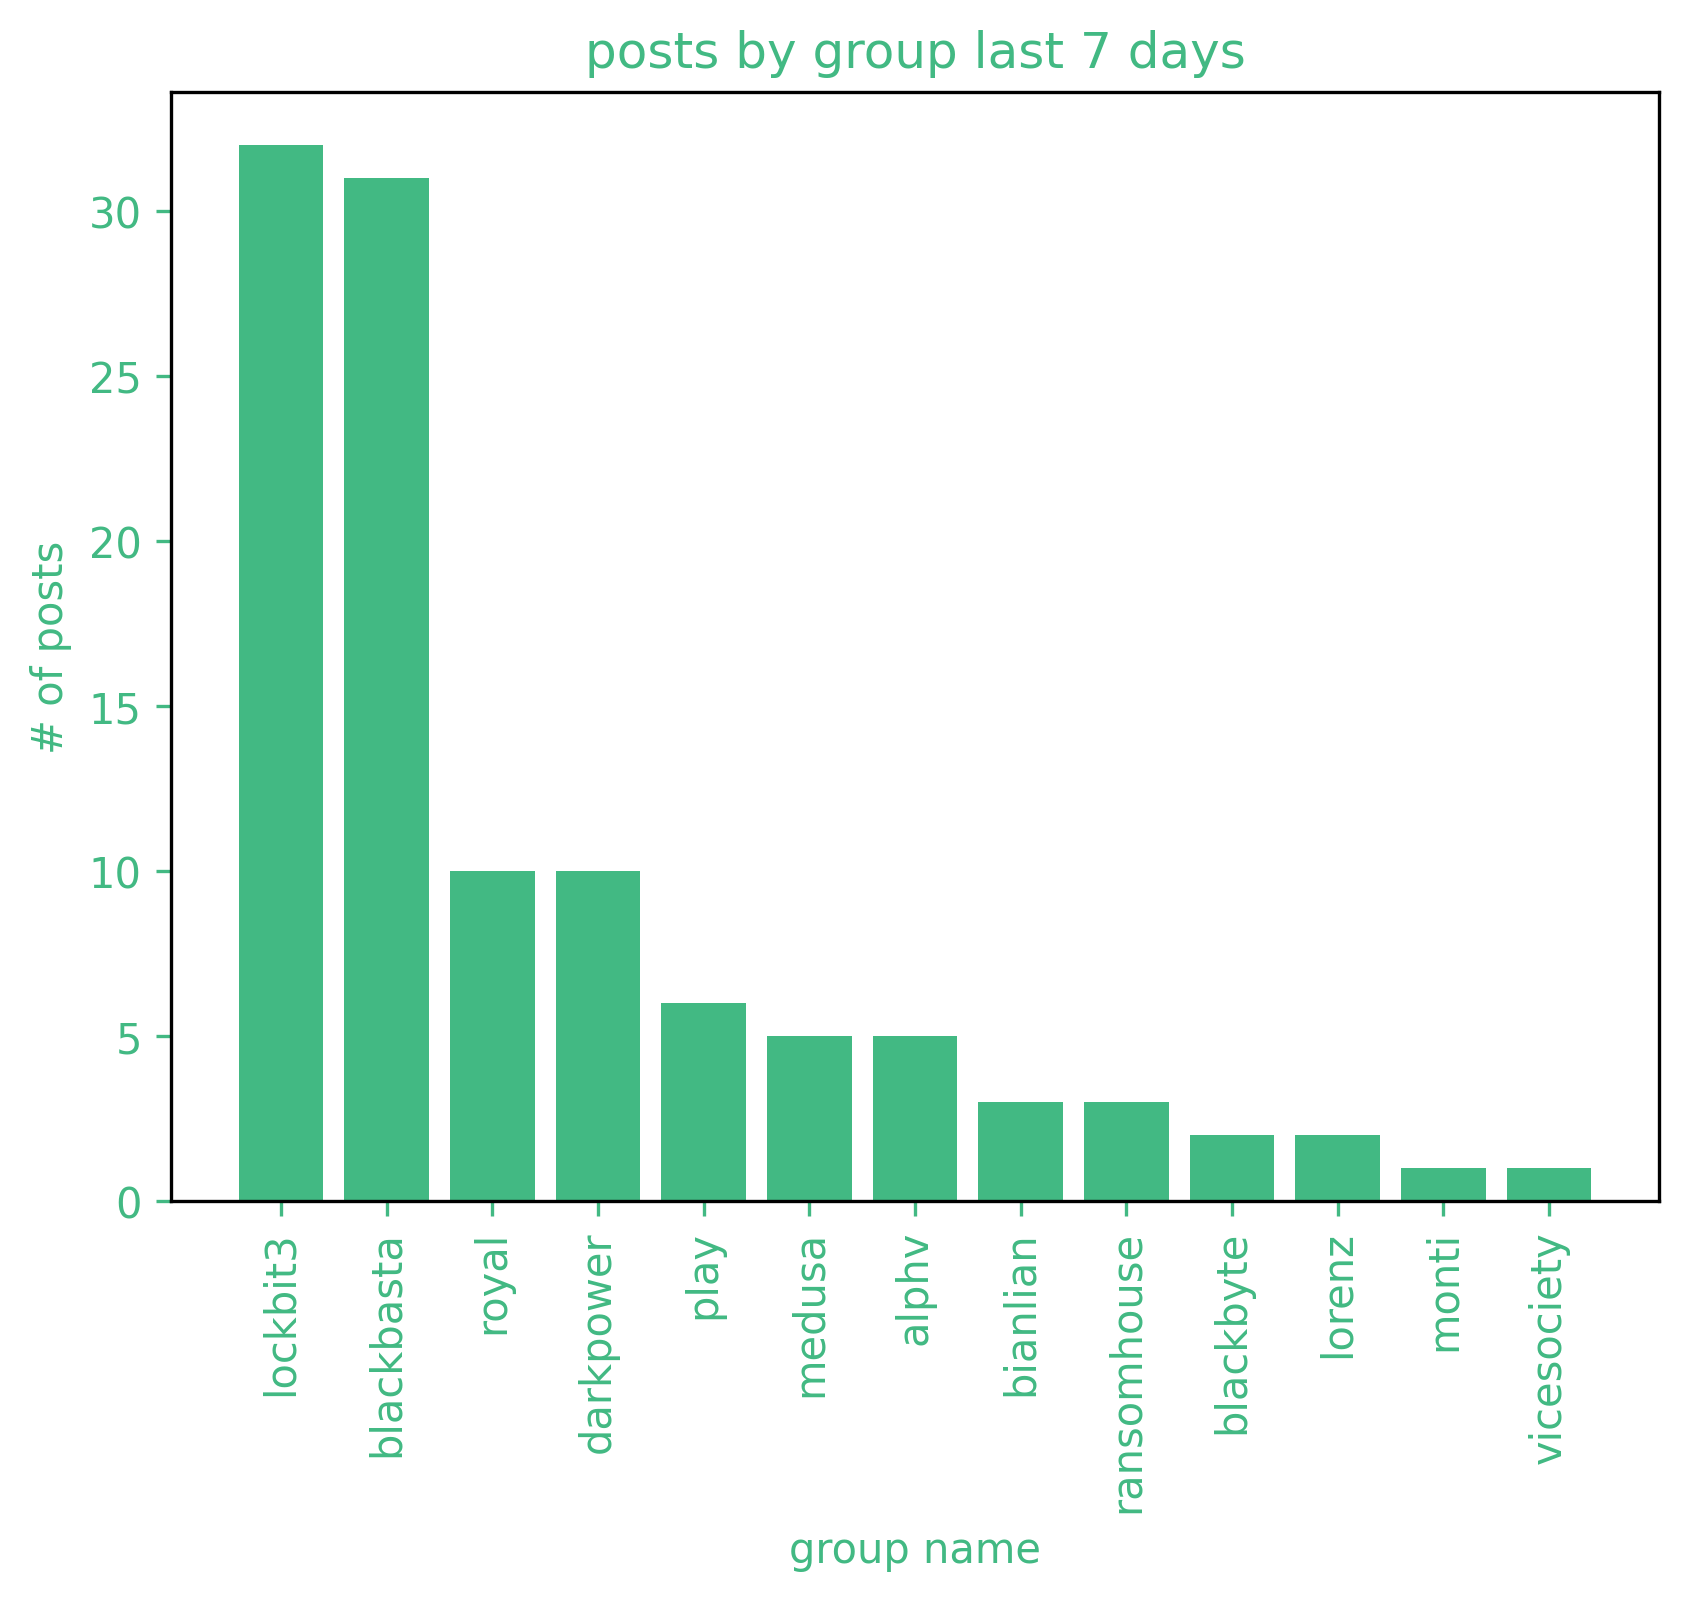 posts by group last 7 days
# of posts
30
25
20
15
10
5
0
lockbit3
blackbasta
royal
darkpower
play
medusa
alphv
bianlian
ransomhouse
blackbyte
lorenz
monti
vicesociety
group name